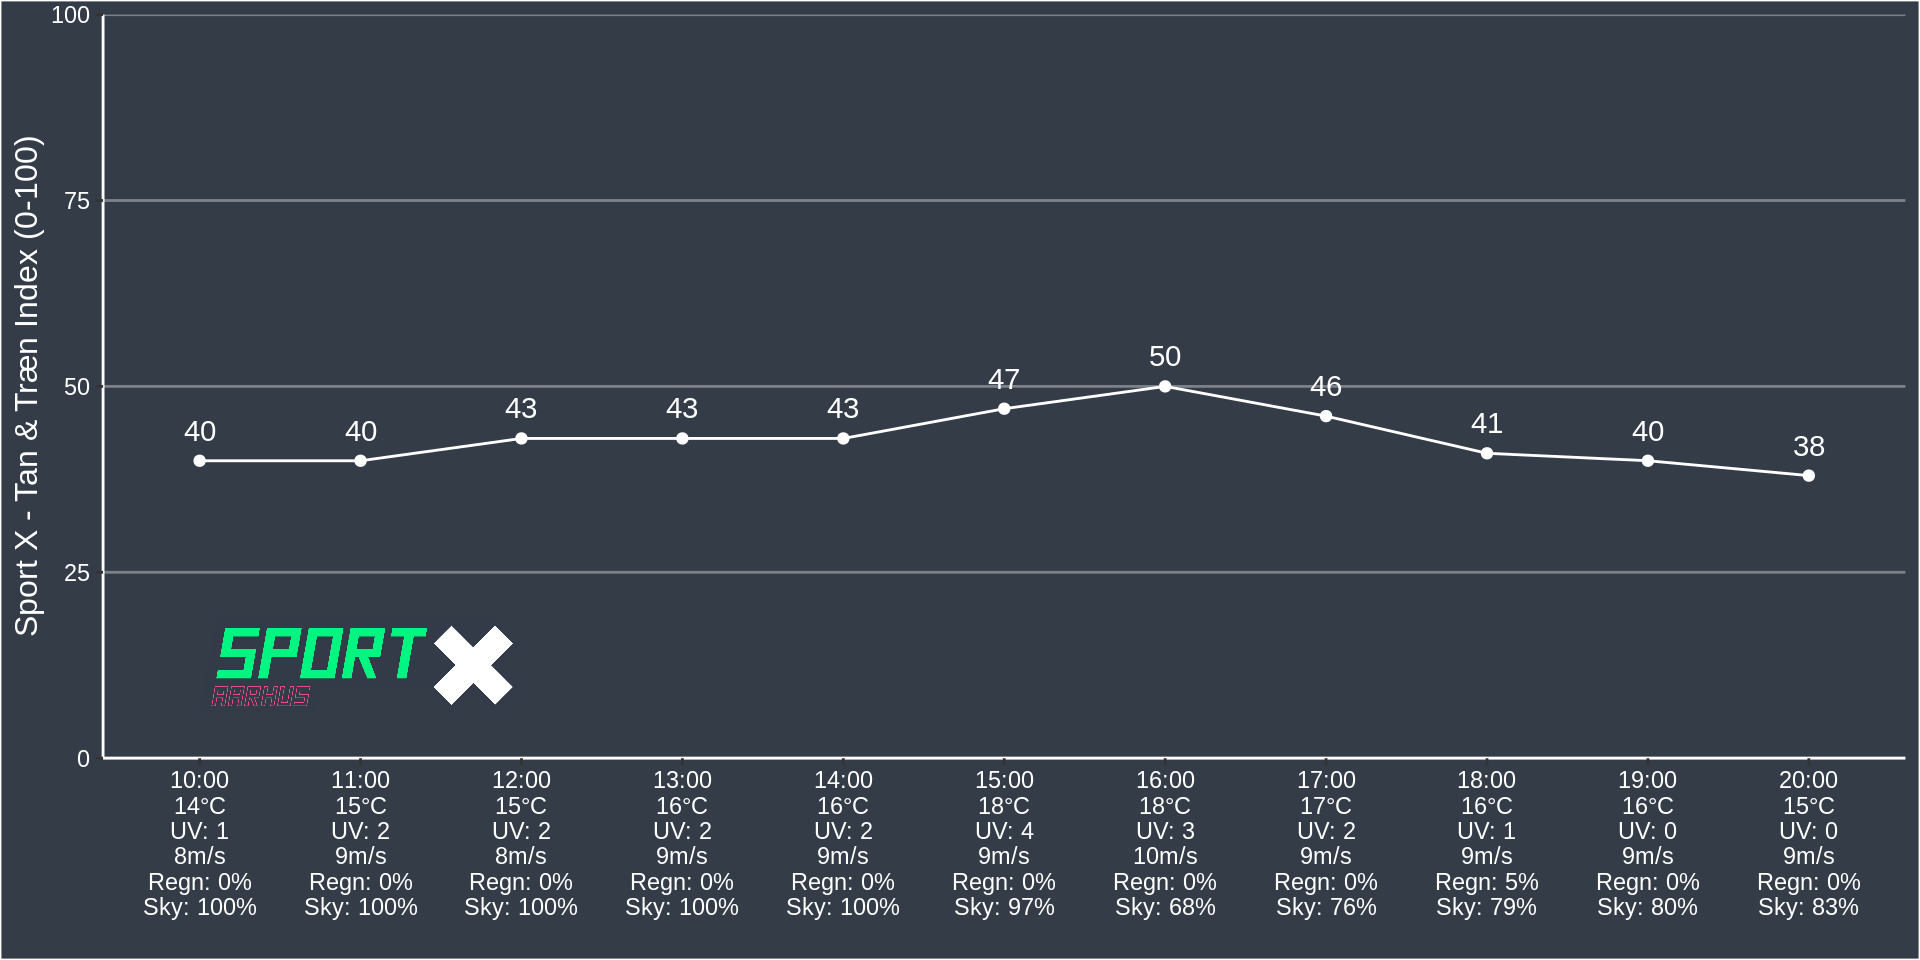 Sport X - Tan & Træn Index (0-100)
100
75
50
25
0
40
40
43
43
43
47
50
46
41
40
38
SPORT X
AARHUS
10:00 11:00 12:00 13:00 14:00 15:00 16:00 17:00 18:00 19:00 20:00
14°C 15°C 15°C 16°C 16°C 18°C 18°C 17°C 16°C 16°C 15°C
UV: 1 UV: 2 UV: 2 UV: 2 UV: 2 UV: 4 UV: 3 UV: 2 UV: 1 UV: 0 UV: 0
8m/s 9m/s 8m/s 9m/s 9m/s 9m/s 10m/s 9m/s 9m/s 9m/s 9m/s
Regn: 0% Regn: 0% Regn: 0% Regn: 0% Regn: 0% Regn: 0% Regn: 0% Regn: 0% Regn: 5% Regn: 0% Regn: 0%
Sky: 100% Sky: 100% Sky: 100% Sky: 100% Sky: 100% Sky: 97% Sky: 68% Sky: 76% Sky: 79% Sky: 80% Sky: 83%